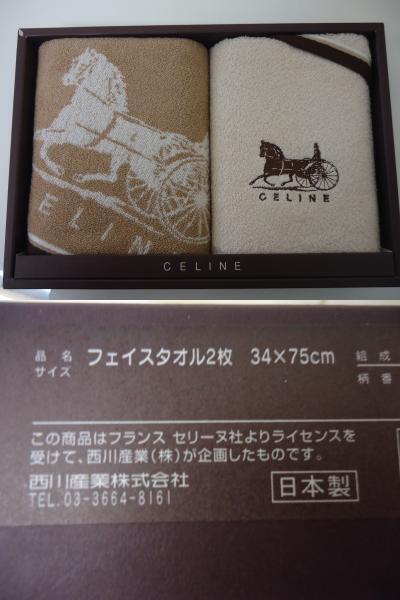 ELINE
CELINE
CELINE
品 名 フェイスタオル2枚 34×75cm 組成
サイズ 柄番
この商品はフランス セリーヌ社よりライセンスを
受けて、西川産業(株)が企画したものです。
西川産業株式会社
TEL.03-3664-8161
日本製